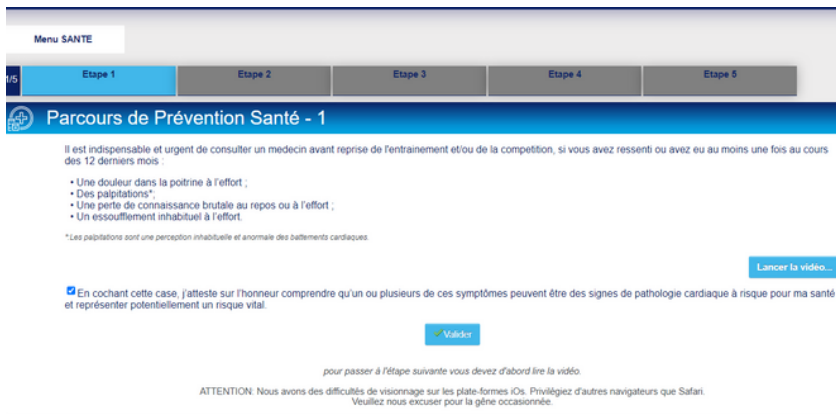 Menu SANTE
1/5
Etape 1
Etape 2
Etape 3
Etape 4
Etape 5
Parcours de Prévention Santé - 1
Il est indispensable et urgent de consulter un medecin avant reprise de l'entrainement et/ou de la competition, si vous avez ressenti ou avez eu au moins une fois au cours
des 12 derniers mois :
• Une douleur dans la poitrine à l'effort ;
• Des palpitations*;
• Une perte de connaissance brutale au repos ou à l'effort ;
• Un essoufflement inhabituel à l'effort.
*.Les palpitations sont une perception inhabituelle et anormale des battements cardiaques.
Lancer la vidéo...
En cochant cette case, j'atteste sur l'honneur comprendre qu'un ou plusieurs de ces symptômes peuvent être des signes de pathologie cardiaque à risque pour ma santé
et représenter potentiellement un risque vital.
Valider
pour passer à l'étape suivante vous devez d'abord lire la vidéo.
ATTENTION: Nous avons des difficultés de visionnage sur les plate-formes iOs. Privilégiez d'autres navigateurs que Safari.
Veuillez nous excuser pour la gêne occasionnée.